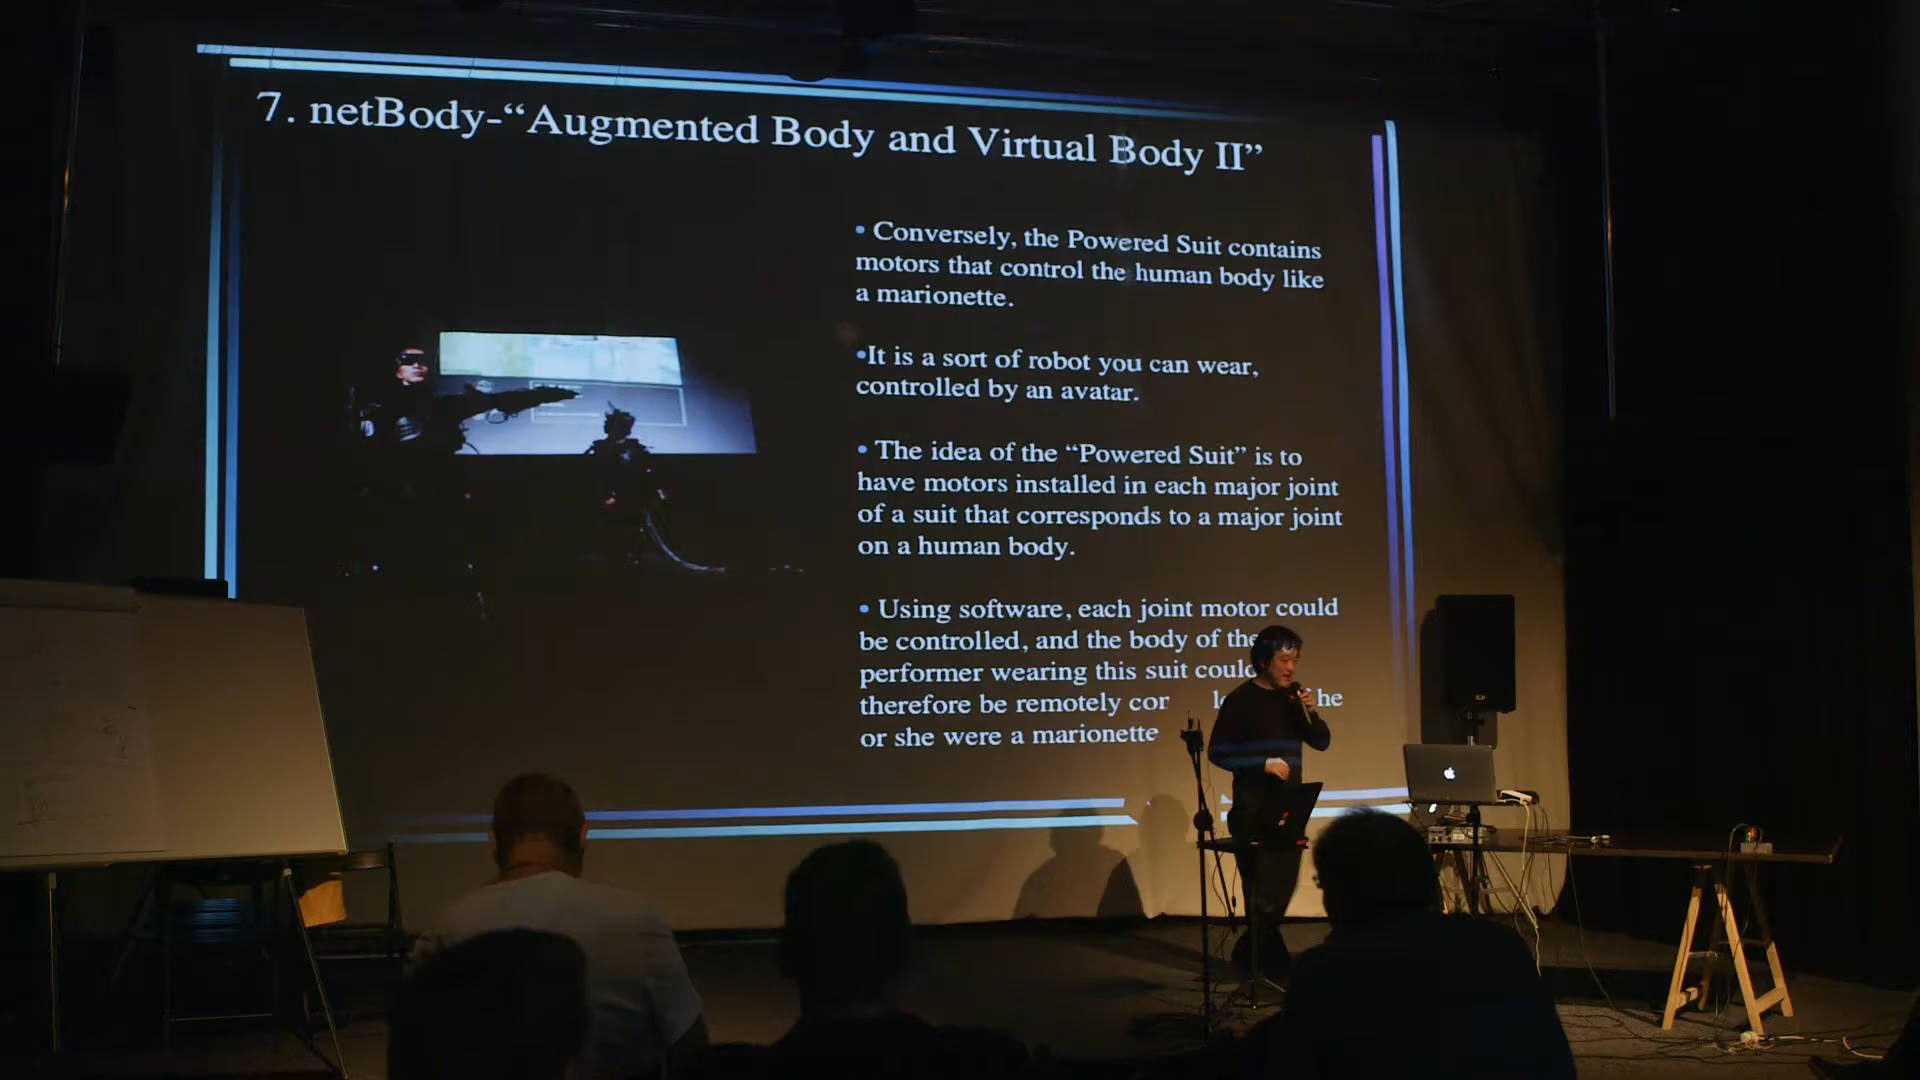 7. netBody-“Augmented Body and Virtual Body II”
• Conversely, the Powered Suit contains
motors that control the human body like
a marionette.
•It is a sort of robot you can wear,
controlled by an avatar.
• The idea of the “Powered Suit” is to
have motors installed in each major joint
of a suit that corresponds to a major joint
on a human body.
• Using software, each joint motor could
be controlled, and the body of the
performer wearing this suit could
therefore be remotely he
or she were a marionette